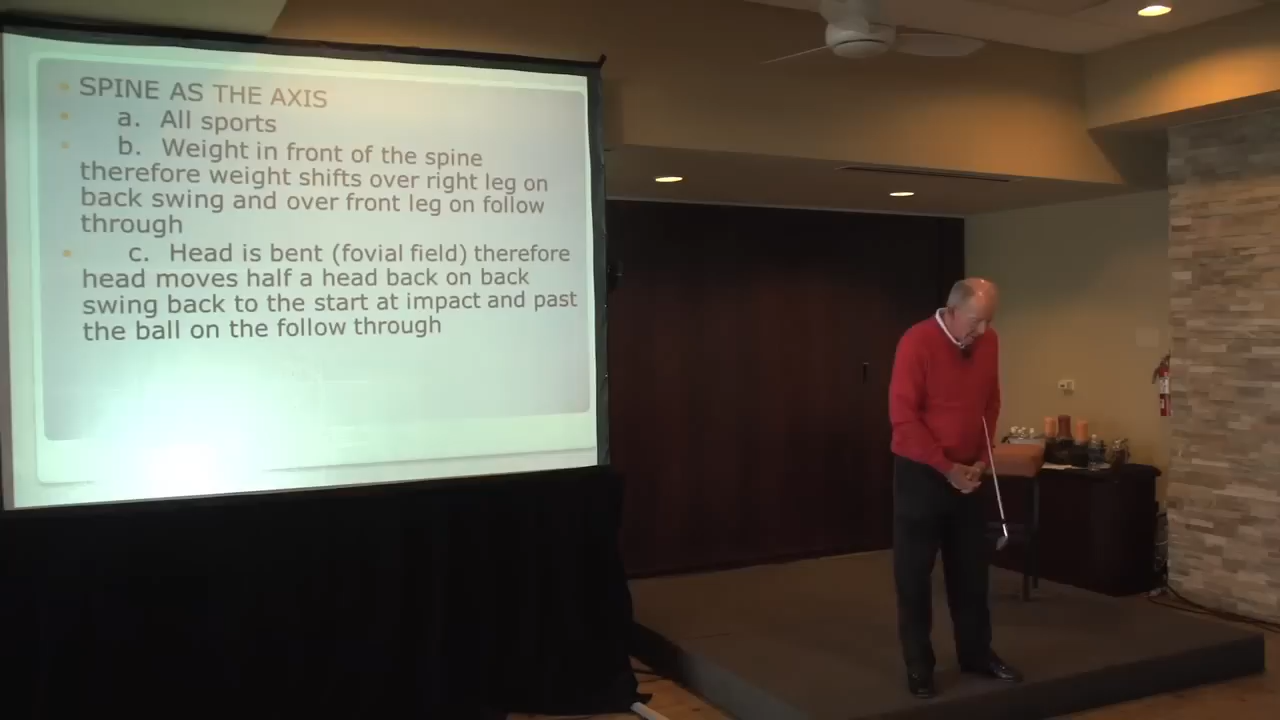 SPINE AS THE AXIS
a. All sports
b. Weight in front of the spine
therefore weight shifts over right leg on
back swing and over front leg on follow
through
c. Head is bent (fovial field) therefore
head moves half a head back on back
swing back to the start at impact and past
the ball on the follow through